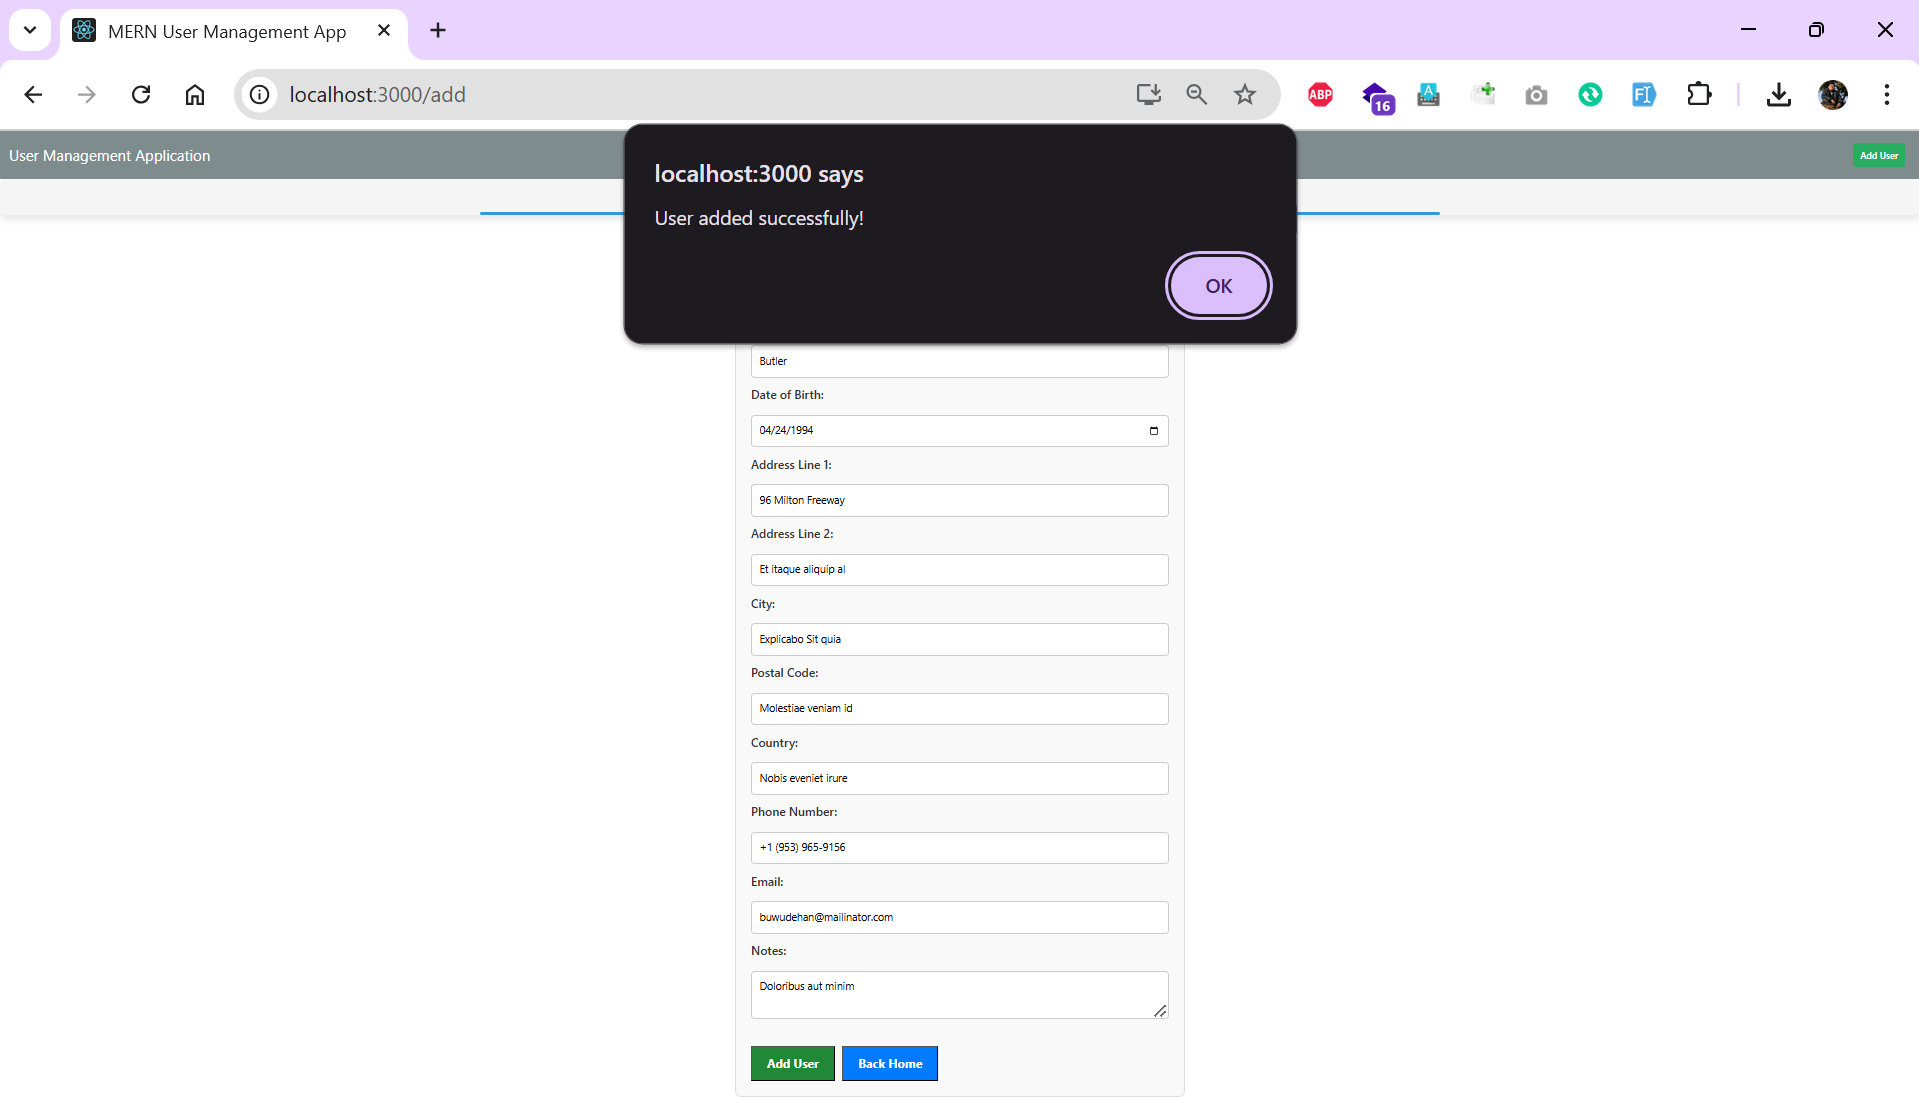 MERN User Management App
localhost:3000/add
ABP
16
A
User Management Application
Add User
localhost:3000 says
User added successfully!
OK
Butler
Date of Birth:
04/24/1994
Address Line 1:
96 Milton Freeway
Address Line 2:
Et itaque aliquip al
City:
Explicabo Sit quia
Postal Code:
Molestiae veniam id
Country:
Nobis eveniet irure
Phone Number:
+1 (953) 965-9156
Email:
buwudehan@mailinator.com
Notes:
Doloribus aut minim
Add User
Back Home